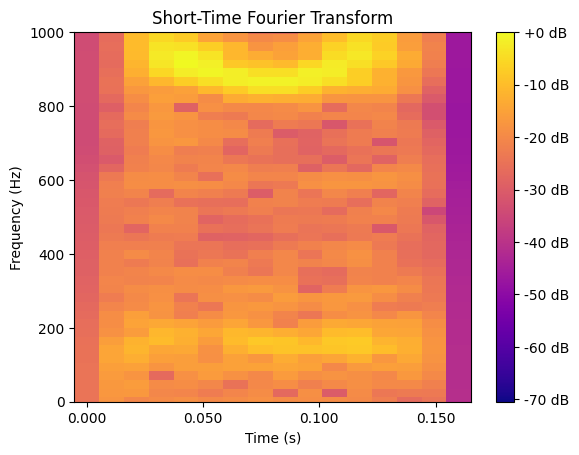 Short-Time Fourier Transform
1000
800
600
400
200
0
Frequency (Hz)
0.000
0.050
0.100
0.150
Time (s)
+0 dB
-10 dB
-20 dB
-30 dB
-40 dB
-50 dB
-60 dB
-70 dB